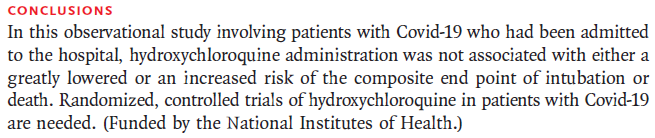 CONCLUSIONS
In this observational study involving patients with Covid-19 who had been admitted
to the hospital, hydroxychloroquine administration was not associated with either a
greatly lowered or an increased risk of the composite end point of intubation or
death. Randomized, controlled trials of hydroxychloroquine in patients with Covid-19
are needed. (Funded by the National Institutes of Health.)